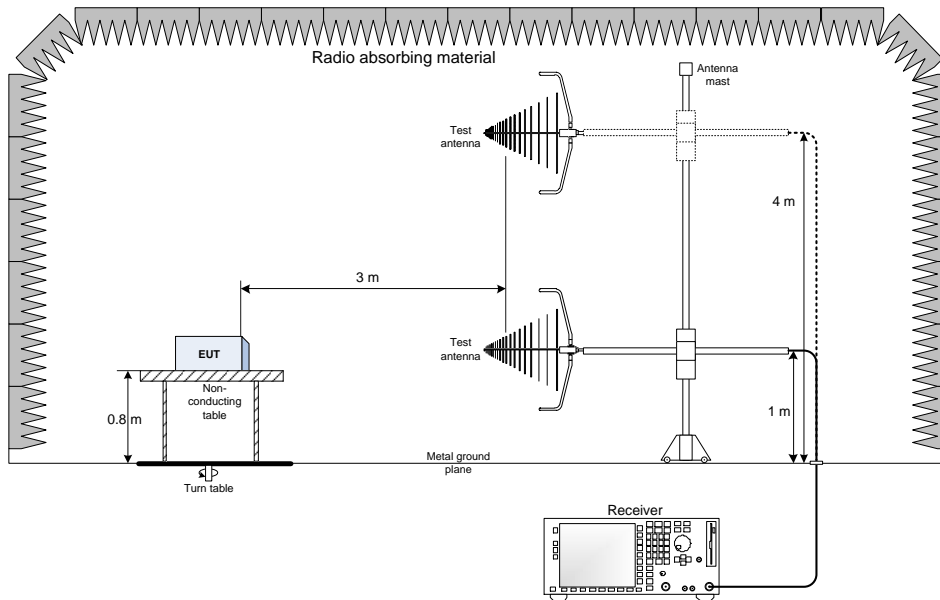 Radio absorbing material
Antenna
mast
Test
antenna
4 m
3 m
Test
antenna
EUT
Non-
conducting
table
0.8 m
1 m
Metal ground
plane
Turn table
Receiver